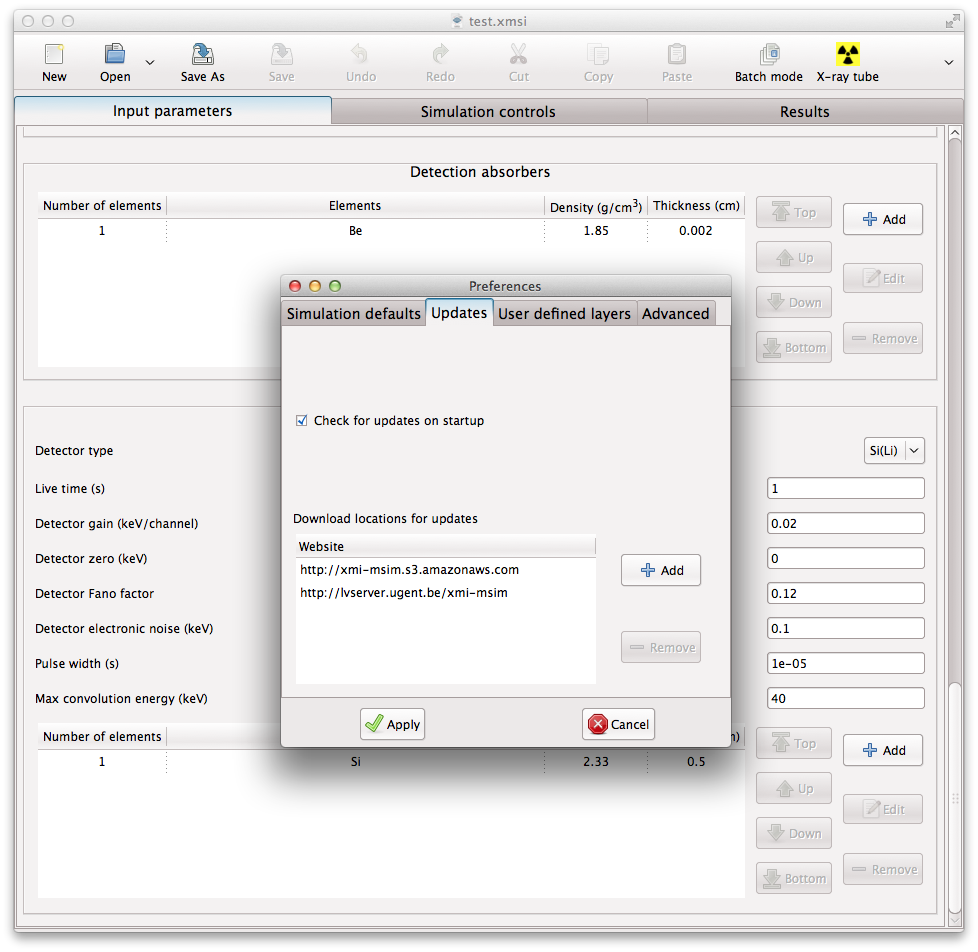 test.xmsi
New Open Save As Save Undo Redo Cut Copy Paste Batch mode X-ray tube
Input parameters Simulation controls Results
Detection absorbers
Number of elements Elements Density (g/cm³) Thickness (cm)
1 Be 1.85 0.002
Top
Add
Up
Edit
Down
Bottom
Remove
Preferences
Simulation defaults Updates User defined layers Advanced
Check for updates on startup
Download locations for updates
Website
http://xmi-msim.s3.amazonaws.com
http://lvserver.ugent.be/xmi-msim
Add
Remove
Apply Cancel
Detector type Si(Li)
Live time (s) 1
Detector gain (keV/channel) 0.02
Detector zero (keV) 0
Detector Fano factor 0.12
Detector electronic noise (keV) 0.1
Pulse width (s) 1e-05
Max convolution energy (keV) 40
Number of elements
1 Si 2.33 0.5
Top
Add
Up
Edit
Down
Bottom
Remove